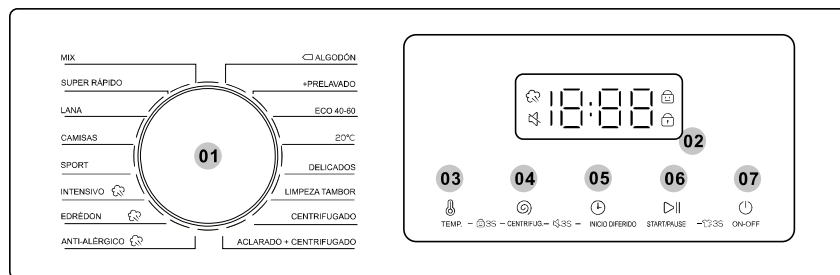 MIX
ALGODÓN
SUPER RÁPIDO
+PRELAVADO
LANA
ECO 40-60
CAMISAS
20°C
SPORT
DELICADOS
INTENSIVO
LIMPEZA TAMBOR
EDRÉDON
CENTRIFUGADO
ANTI-ALÉRGICO
ACLARADO + CENTRIFUGADO
01
18:88
02
03 04 05 06 07
TEMP. - 3S - CENTRIFUG. - 3S - INICIO DIFERIDO START/PAUSE - 3S ON-OFF